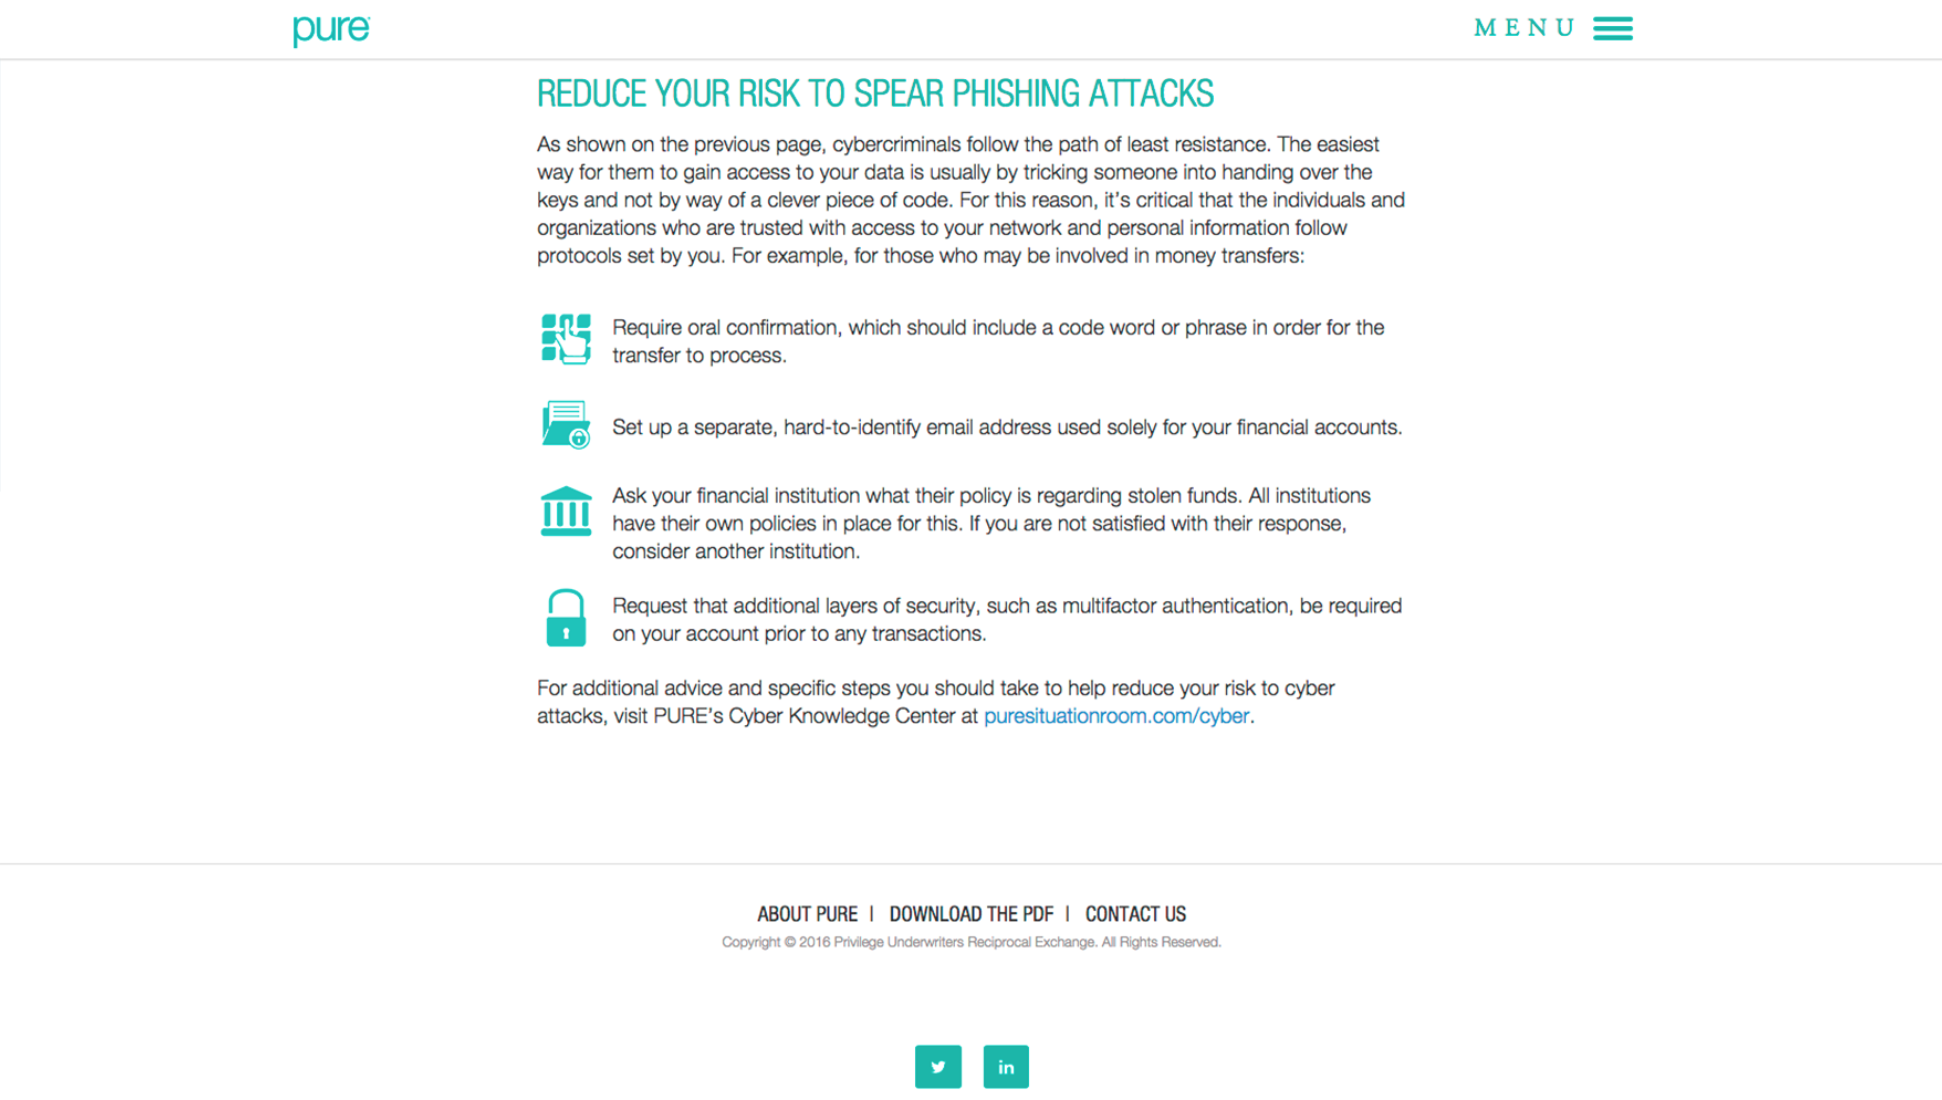 pure
MENU
REDUCE YOUR RISK TO SPEAR PHISHING ATTACKS
As shown on the previous page, cybercriminals follow the path of least resistance. The easiest
way for them to gain access to your data is usually by tricking someone into handing over the
keys and not by way of a clever piece of code. For this reason, it's critical that the individuals and
organizations who are trusted with access to your network and personal information follow
protocols set by you. For example, for those who may be involved in money transfers:
Require oral confirmation, which should include a code word or phrase in order for the
transfer to process.
Set up a separate, hard-to-identify email address used solely for your financial accounts.
Ask your financial institution what their policy is regarding stolen funds. All institutions
have their own policies in place for this. If you are not satisfied with their response,
consider another institution.
Request that additional layers of security, such as multifactor authentication, be required
on your account prior to any transactions.
For additional advice and specific steps you should take to help reduce your risk to cyber
attacks, visit PURE's Cyber Knowledge Center at puresituationroom.com/cyber.
ABOUT PURE | DOWNLOAD THE PDF | CONTACT US
Copyright © 2016 Privilege Underwriters Reciprocal Exchange. All Rights Reserved.
in